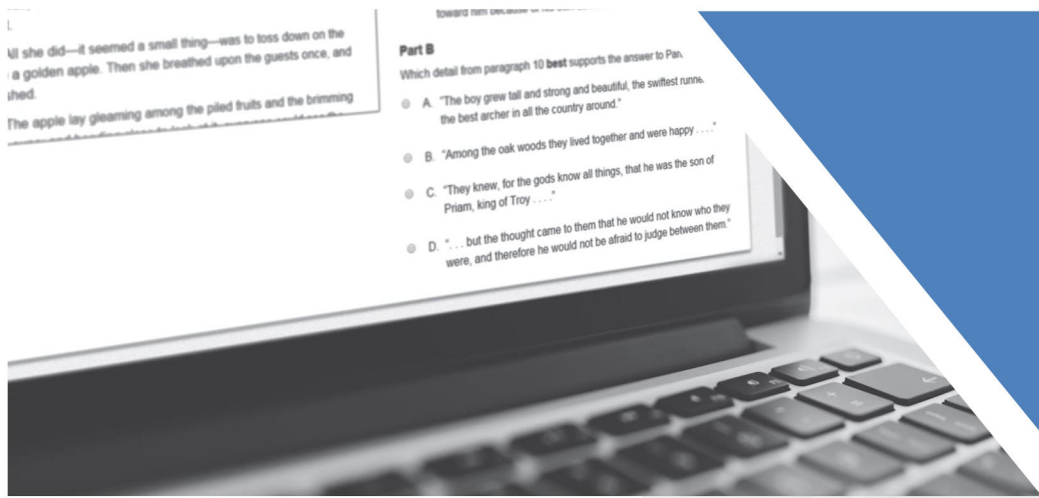 All she did—it seemed a small thing—was to toss down on the
a golden apple. Then she breathed upon the guests once, and
shed.
The apple lay gleaming among the piled fruits and the brimming
toward him because of his
Part B
Which detail from paragraph 10 best supports the answer to
A. "The boy grew tall and strong and beautiful, the swiftest
the best archer in all the country around."
B. "Among the oak woods they lived together and were happy . . . ."
C. "They knew, for the gods know all things, that he was the son of
Priam, king of Troy . . . ."
D. ". . . but the thought came to them that he would not know who they
were, and therefore he would not be afraid to judge between them."